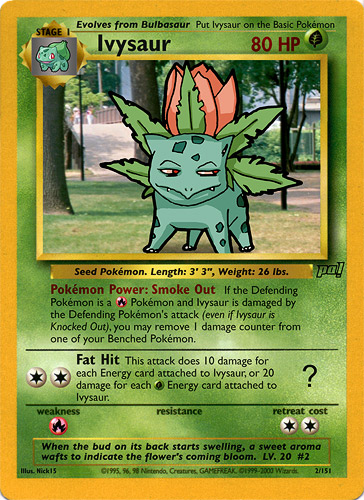 Evolves from Bulbasaur Put Ivysaur on the Basic Pokémon
STAGE 1
Ivysaur 80 HP
Seed Pokémon. Length: 3' 3", Weight: 26 lbs.
pa!
Pokémon Power: Smoke Out If the Defending
Pokémon is a Pokémon and Ivysaur is damaged by
the Defending Pokémon's attack (even if Ivysaur is
Knocked Out), you may remove 1 damage counter from
one of your Benched Pokémon.
Fat Hit This attack does 10 damage for
each Energy card attached to Ivysaur, or 20
damage for each Energy card attached to
Ivysaur.
?
weakness resistance retreat cost
When the bud on its back starts swelling, a sweet aroma
wafts to indicate the flower's coming bloom. LV. 20 #2
Illus. Nick15 ©1995, 96, 98 Nintendo, Creatures, GAMEFREAK. ©1999-2000 Wizards. 2/151